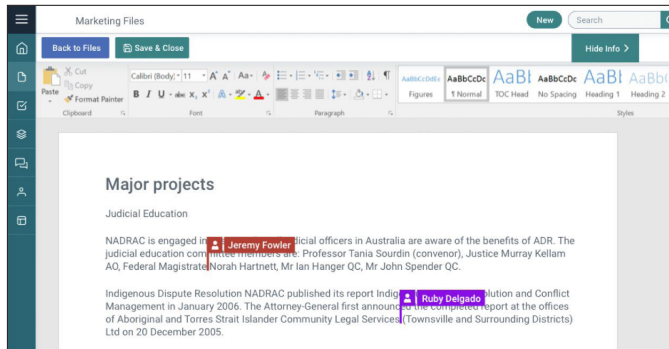 Marketing Files
New
Search
Back to Files
Save & Close
Hide Info
Cut
Copy
Paste
Format Painter
Clipboard
Calibri (Body)
11
Aa
B I U abc X, X'
Font
Paragraph
AaBbCcDdEe
AaBbCcDc
AaBl
AaBbCcDc
AaBl
AaBb
Figures
¶ Normal
TOC Head
No Spacing
Heading 1
Heading 2
Styles
Major projects
Judicial Education
NADRAC is engaged in dicial officers in Australia are aware of the benefits of ADR. The
Jeremy Fowler
judicial education committee members are: Professor Tania Sourdin (convenor), Justice Murray Kellam
AO, Federal Magistrate Norah Hartnett, Mr Ian Hanger QC, Mr John Spender QC.
Indigenous Dispute Resolution NADRAC published its report Indig lution and Conflict
Ruby Delgado
Management in January 2006. The Attorney-General first announced the completed report at the offices
of Aboriginal and Torres Strait Islander Community Legal Services (Townsville and Surrounding Districts)
Ltd on 20 December 2005.